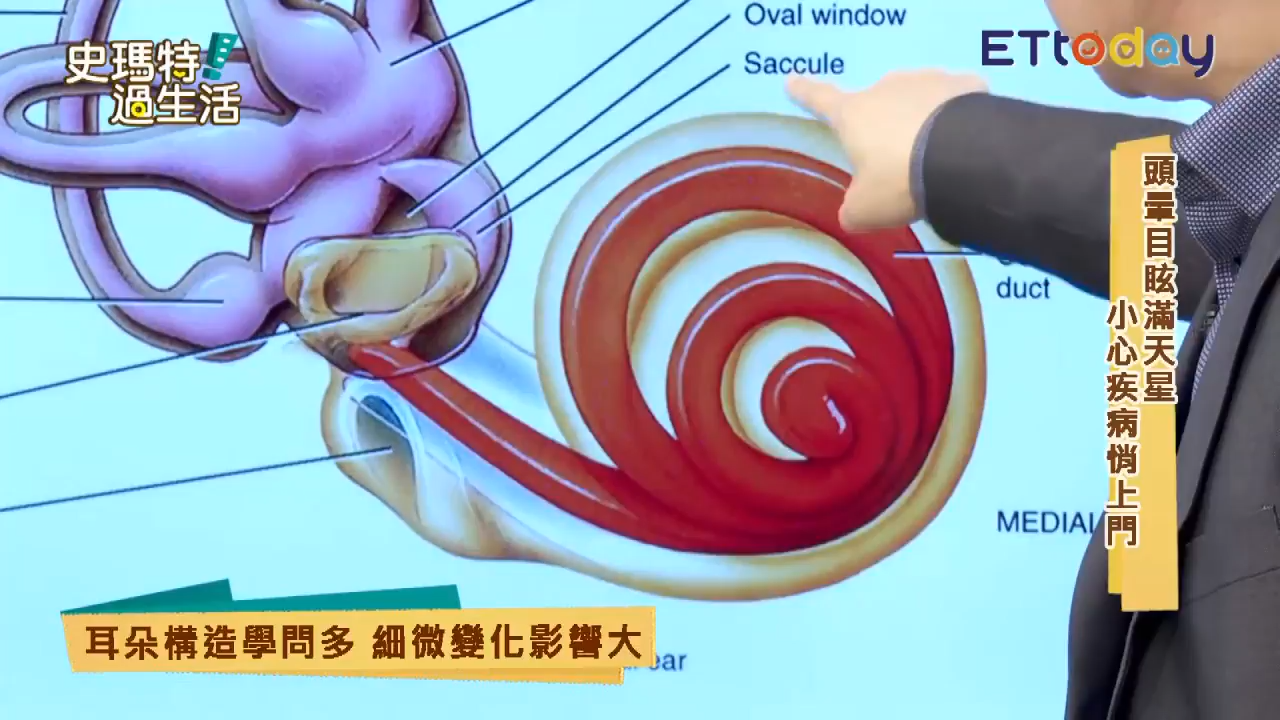 史瑪特
過生活
ETtoday
Oval window
Saccule
duct
MEDIAL
頭暈目眩滿天星
小心疾病悄上門
耳朵構造學問多 細微變化影響大
ear